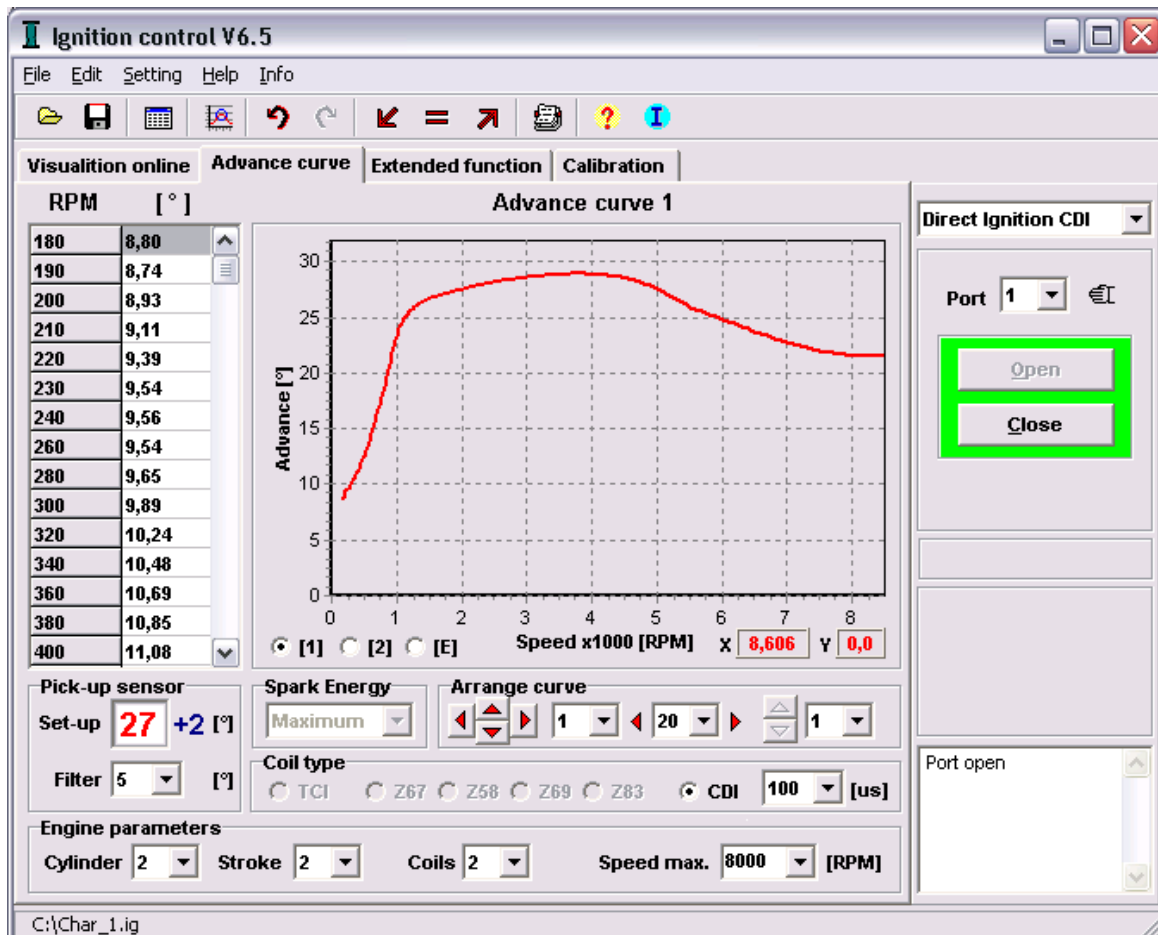 Ignition control V6.5
File Edit Setting Help Info
Visualition online Advance curve Extended function Calibration
RPM [ ° ]
180 8,80
190 8,74
200 8,93
210 9,11
220 9,39
230 9,54
240 9,56
260 9,54
280 9,65
300 9,89
320 10,24
340 10,48
360 10,69
380 10,85
400 11,08
Advance curve 1
Advance [°]
30
25
20
15
10
5
0
0 1 2 3 4 5 6 7 8
[1] [2] [E] Speed x1000 [RPM] X 8,606 Y 0,0
Direct Ignition CDI
Port 1
Open
Close
Pick-up sensor
Set-up 27 +2 [°]
Filter 5 [°]
Spark Energy
Maximum
Arrange curve
1 20 1
Coil type
TCI Z67 Z58 Z69 Z83 CDI 100 [us]
Engine parameters
Cylinder 2 Stroke 2 Coils 2 Speed max. 8000 [RPM]
Port open
C:\Char_1.ig